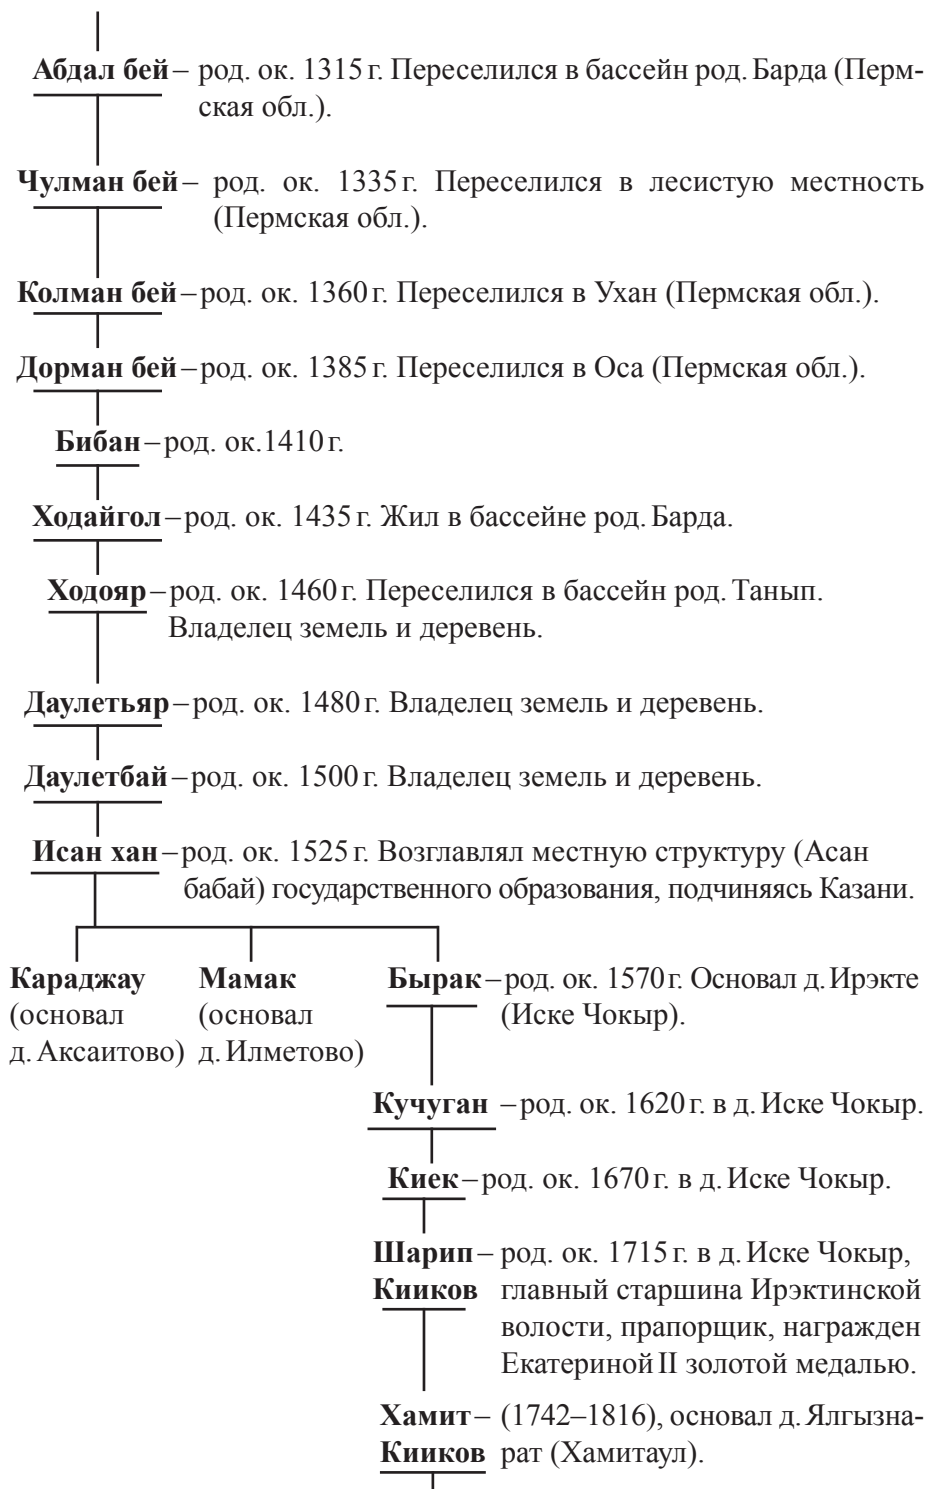 Абдал бей – род. ок. 1315 г. Переселился в бассейн род. Барда (Перм-
ская обл.).
Чулман бей – род. ок. 1335 г. Переселился в лесистую местность
(Пермская обл.).
Колман бей – род. ок. 1360 г. Переселился в Ухан (Пермская обл.).
Дорман бей – род. ок. 1385 г. Переселился в Оса (Пермская обл.).
Бибан – род. ок.1410 г.
Ходайгол – род. ок. 1435 г. Жил в бассейне род. Барда.
Ходояр – род. ок. 1460 г. Переселился в бассейн род. Танып.
Владелец земель и деревень.
Даулетьяр – род. ок. 1480 г. Владелец земель и деревень.
Даулетбай – род. ок. 1500 г. Владелец земель и деревень.
Исан хан – род. ок. 1525 г. Возглавлял местную структуру (Асан
бабай) государственного образования, подчиняясь Казани.
Караджау
(основал
д. Аксаитово)
Мамак
(основал
д. Илметово)
Бырак – род. ок. 1570 г. Основал д. Ирэкте
(Иске Чокыр).
Кучуган – род. ок. 1620 г. в д. Иске Чокыр.
Киек – род. ок. 1670 г. в д. Иске Чокыр.
Шарип – род. ок. 1715 г. в д. Иске Чокыр,
Кииков главный старшина Ирэктинской
волости, прапорщик, награжден
Екатериной II золотой медалью.
Хамит – (1742–1816), основал д. Ялгызна-
Кииков рат (Хамитаул).